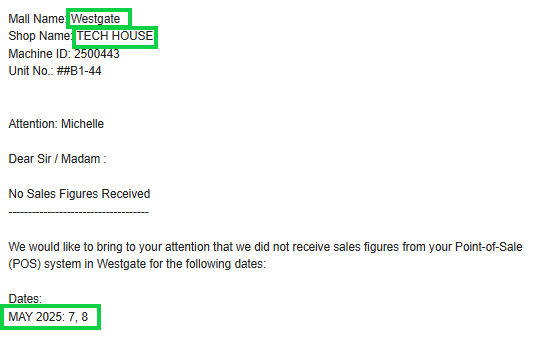 Mall Name: Westgate
Shop Name: TECH HOUSE
Machine ID: 2500443
Unit No.: ##B1-44
Attention: Michelle
Dear Sir / Madam :
No Sales Figures Received
-----------------------------------
We would like to bring to your attention that we did not receive sales figures from your Point-of-Sale
(POS) system in Westgate for the following dates:
Dates:
MAY 2025: 7, 8